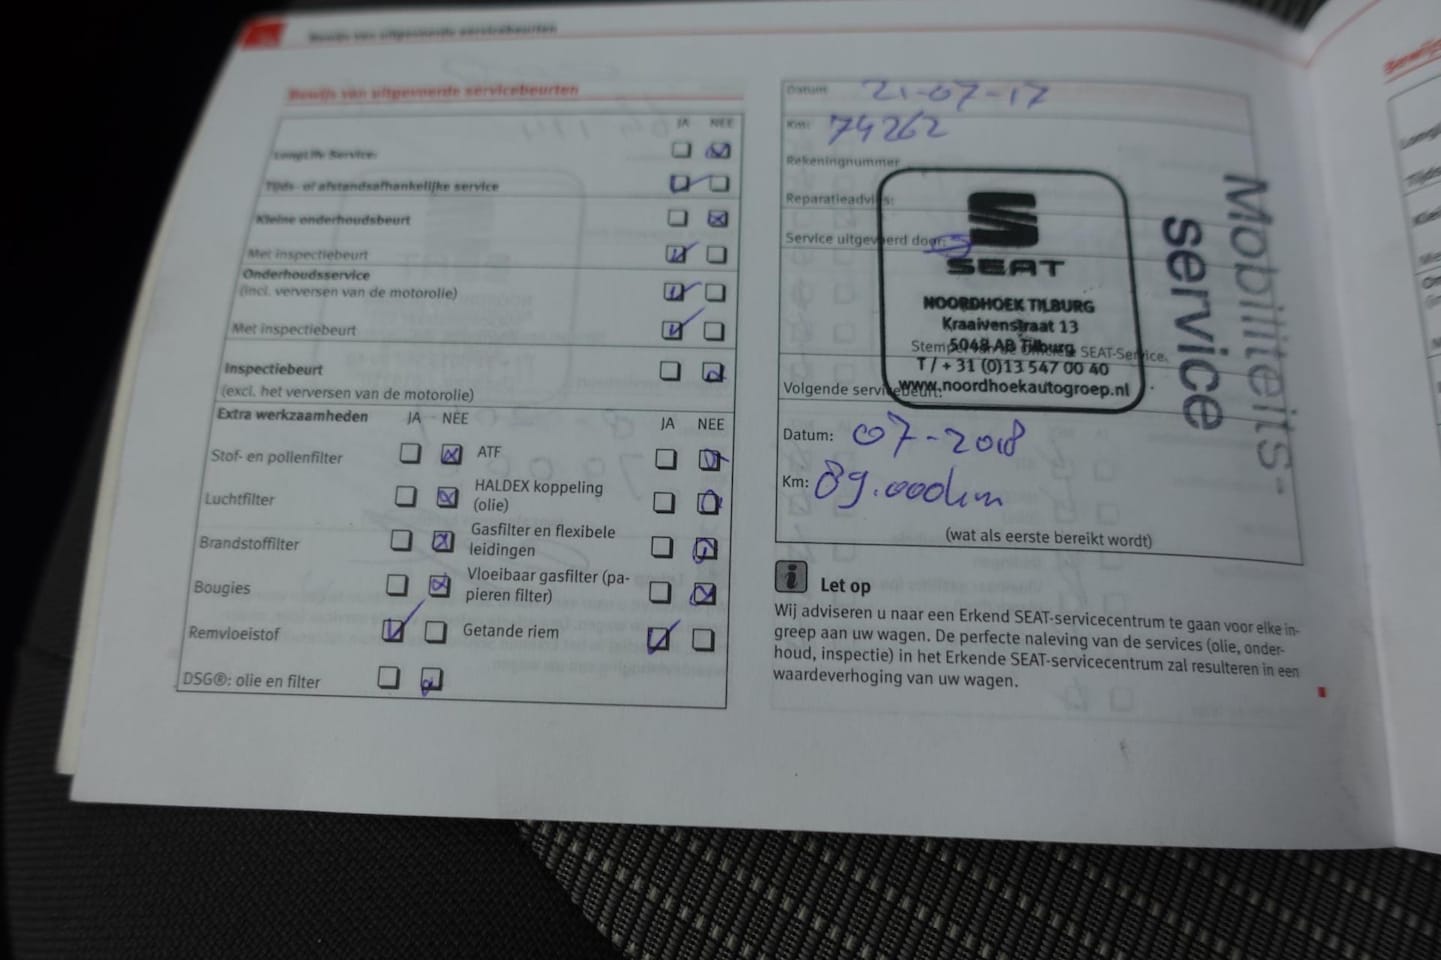 Bewijs van uitgevoerde servicebeurten
Bewijs van uitgevoerde servicebeurten
JA NEE
LongLife Service:
Tijds- of afstandsafhankelijke service
Kleine onderhoudsbeurt
Met inspectiebeurt
Onderhoudsservice
(incl. verversen van de motorolie)
Met inspectiebeurt
Inspectiebeurt
(excl. het verversen van de motorolie)
Extra werkzaamheden JA NEE JA NEE
Stof- en pollenfilter ATF
Luchtfilter HALDEX koppeling
(olie)
Brandstoffilter Gasfilter en flexibele
leidingen
Bougies Vloeibaar gasfilter (pa-
pieren filter)
Remvloeistof Getande riem
DSG®: olie en filter
Datum 21-07-17
Km: 74262
Rekeningnummer
Reparatieadvies:
Service uitgevoerd door:
SEAT
NOORDHOEK TILBURG
Kraaivenstraat 13
5048 AB Tilburg
T / + 31 (0)13 547 00 40
www.noordhoekautogroep.nl
SEAT-Service.
Volgende servicebeurt:
Datum: 07-2018
Km: 89.000km
(wat als eerste bereikt wordt)
Mobiliteits-
service
i Let op
Wij adviseren u naar een Erkend SEAT-servicecentrum te gaan voor elke in-
greep aan uw wagen. De perfecte naleving van de services (olie, onder-
houd, inspectie) in het Erkende SEAT-servicecentrum zal resulteren in een
waardeverhoging van uw wagen.